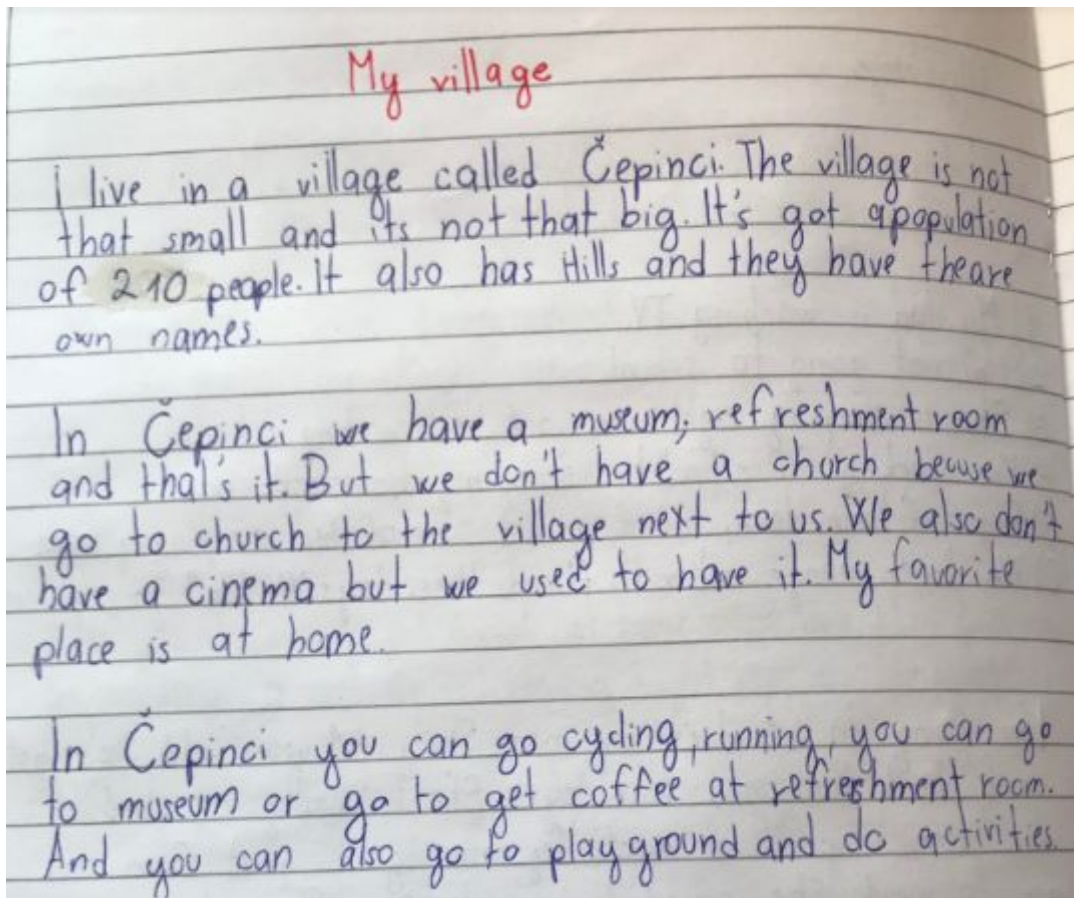 My village
I live in a village called Čepinci. The village is not
that small and its not that big. It's got a population
of 210 people. It also has Hills and they have theare
own names.
In Čepinci we have a museum, refreshment room
and that's it. But we don't have a church becuse we
go to church to the village next to us. We also don't
have a cinema but we used to have it. My favorite
place is at home.
In Čepinci you can go cycling, running, you can go
to museum or go to get coffee at refreshment room.
And you can also go to playground and do activities.